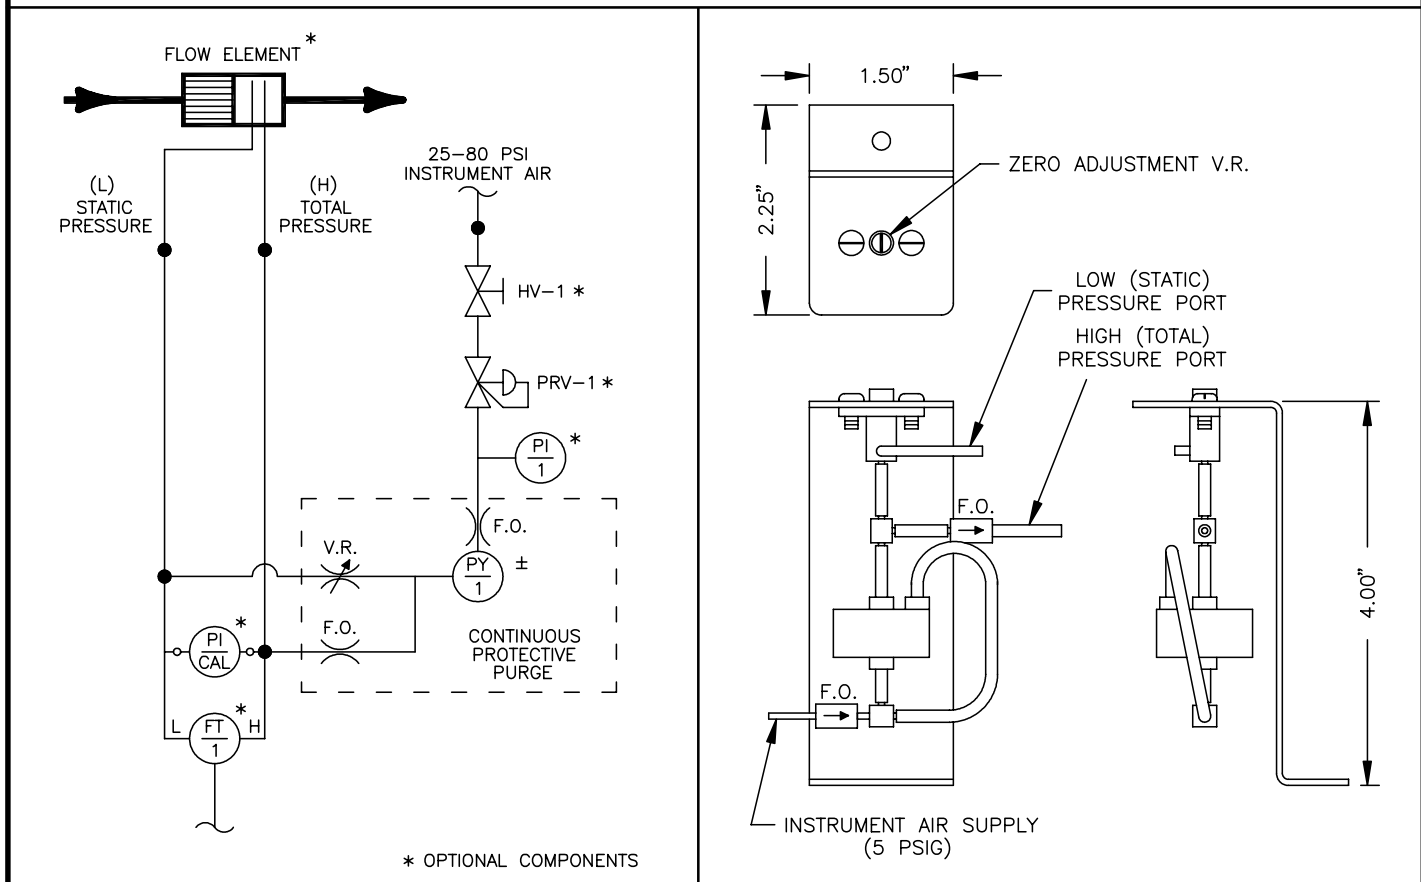 FLOW ELEMENT *
25-80 PSI
INSTRUMENT AIR
(L)
STATIC
PRESSURE
(H)
TOTAL
PRESSURE
HV-1 *
PRV-1 *
PI
1
*
F.O.
V.R.
PY
1
±
F.O.
CONTINUOUS
PROTECTIVE
PURGE
PI
CAL
*
L
FT
1
*
H
* OPTIONAL COMPONENTS
1.50"
2.25"
ZERO ADJUSTMENT V.R.
LOW (STATIC)
PRESSURE PORT
HIGH (TOTAL)
PRESSURE PORT
F.O.
F.O.
4.00"
INSTRUMENT AIR SUPPLY
(5 PSIG)